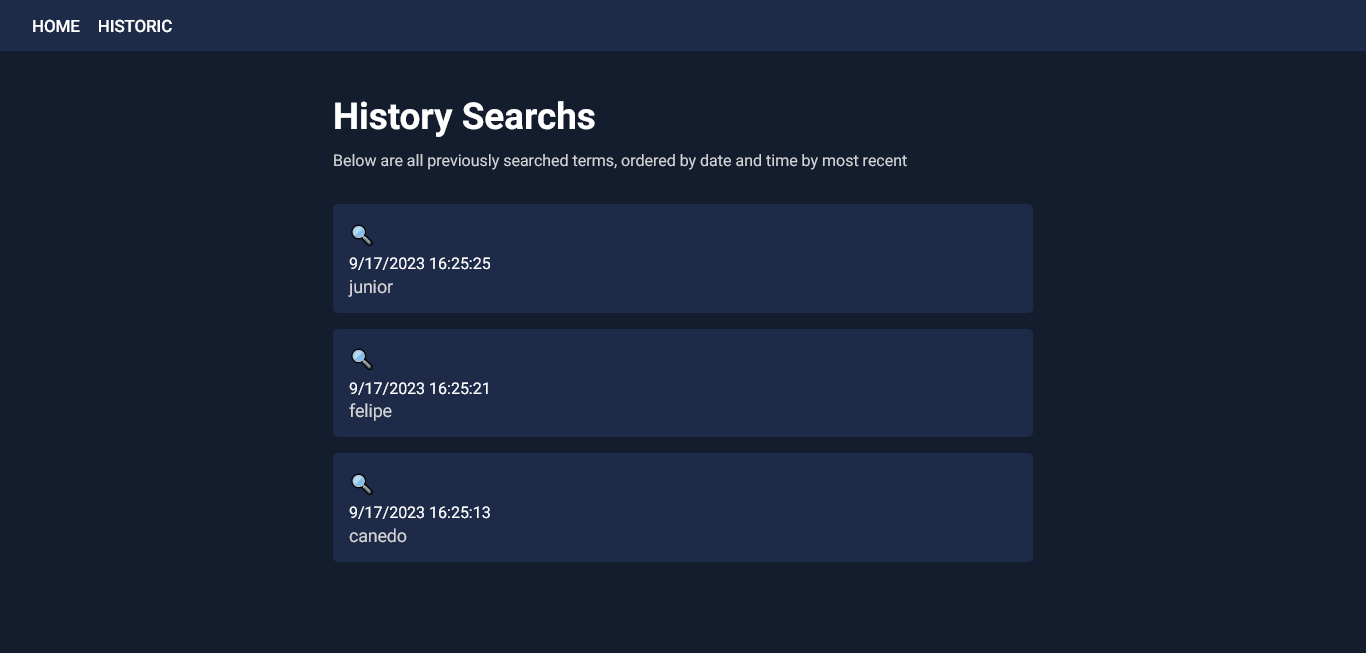 HOME HISTORIC
History Searchs
Below are all previously searched terms, ordered by date and time by most recent
9/17/2023 16:25:25
junior
9/17/2023 16:25:21
felipe
9/17/2023 16:25:13
canedo